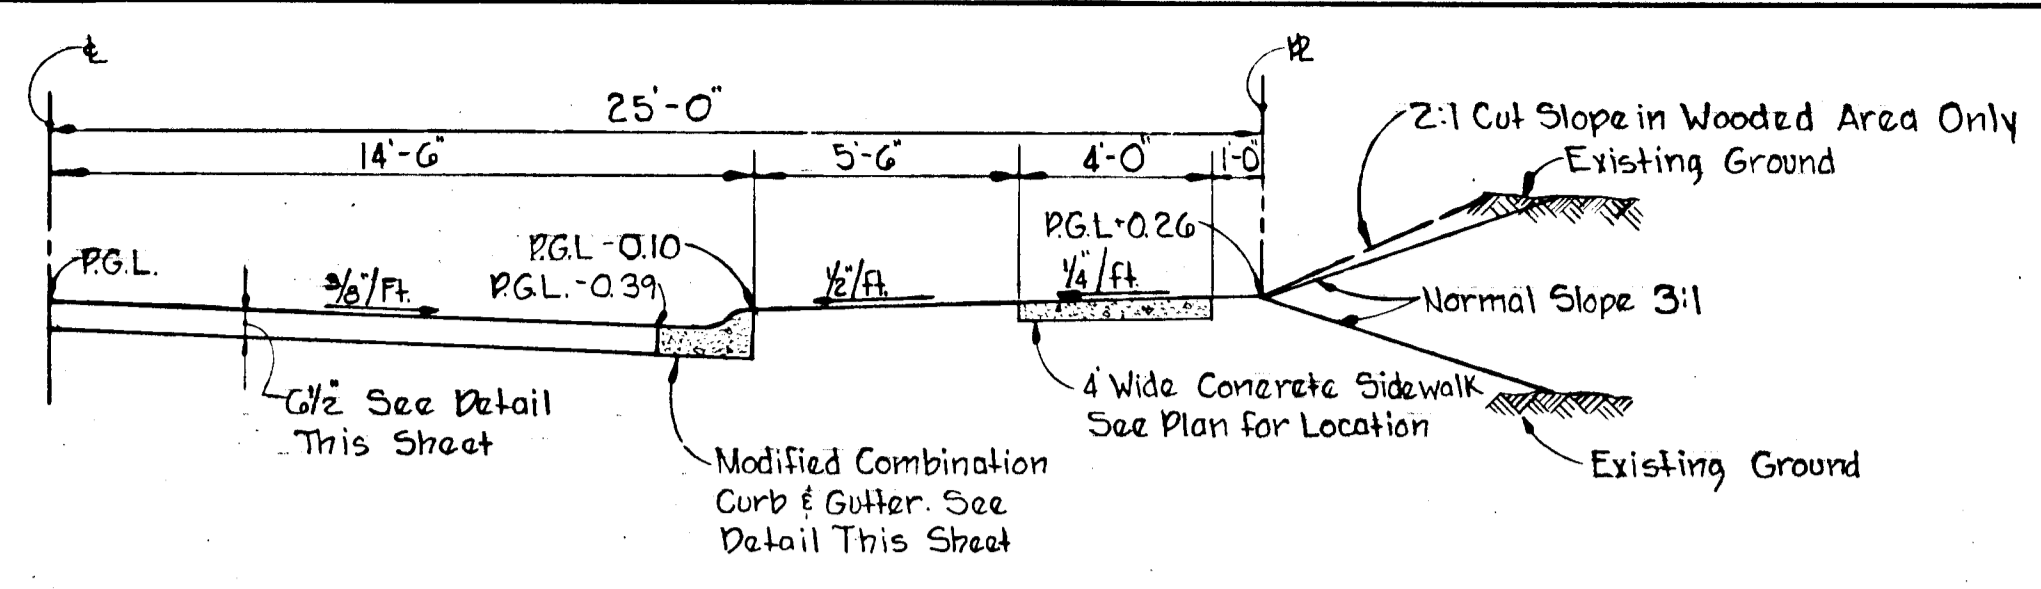 ℄
25'-0"
14'-6"
5'-6"
4'-0"
1'-0"
P.G.L.
3/8"/Ft.
P.G.L-0.10
P.G.L.-0.39
1/2"/ft.
P.G.L+0.26
1/4"/ft.
2:1 Cut Slope in Wooded Area Only
Existing Ground
Normal Slope 3:1
6½" See Detail
This Sheet
Modified Combination
Curb & Gutter. See
Detail This Sheet
4' Wide Concrete Sidewalk
See Plan for Location
Existing Ground